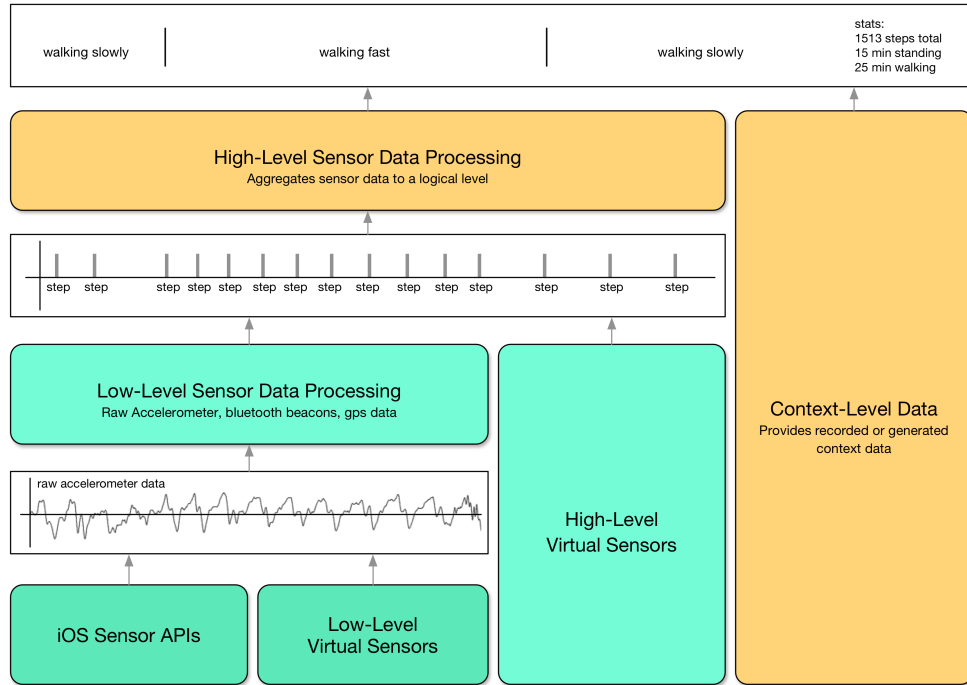 walking slowly
walking fast
walking slowly
stats:
1513 steps total
15 min standing
25 min walking
High-Level Sensor Data Processing
Aggregates sensor data to a logical level
step step step step step step step step step step step step step step step
Low-Level Sensor Data Processing
Raw Accelerometer, bluetooth beacons, gps data
Context-Level Data
Provides recorded or generated
context data
raw accelerometer data
High-Level
Virtual Sensors
iOS Sensor APIs
Low-Level
Virtual Sensors